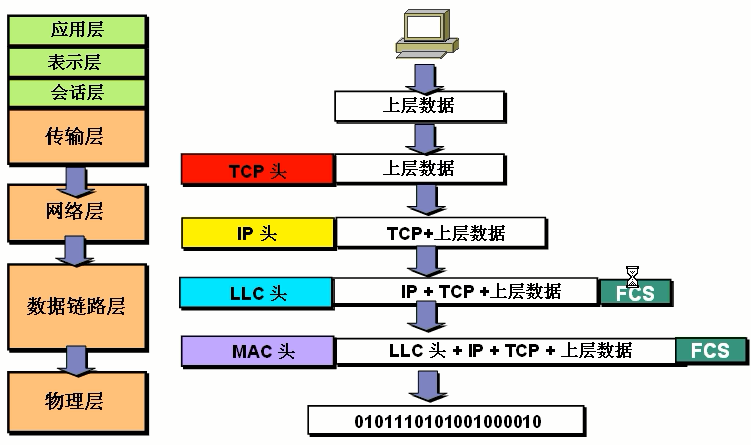 应用层
表示层
会话层
传输层
网络层
数据链路层
物理层
上层数据
TCP 头
上层数据
IP 头
TCP+上层数据
LLC 头
IP + TCP +上层数据
FCS
MAC 头
LLC 头 + IP + TCP + 上层数据
FCS
0101110101001000010